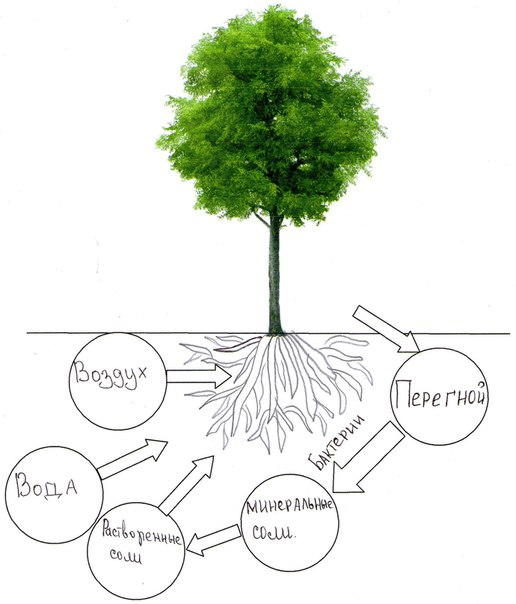 Воздух
Перегной
Бактерии
Вода
минеральные
соли.
Растворенные
соли